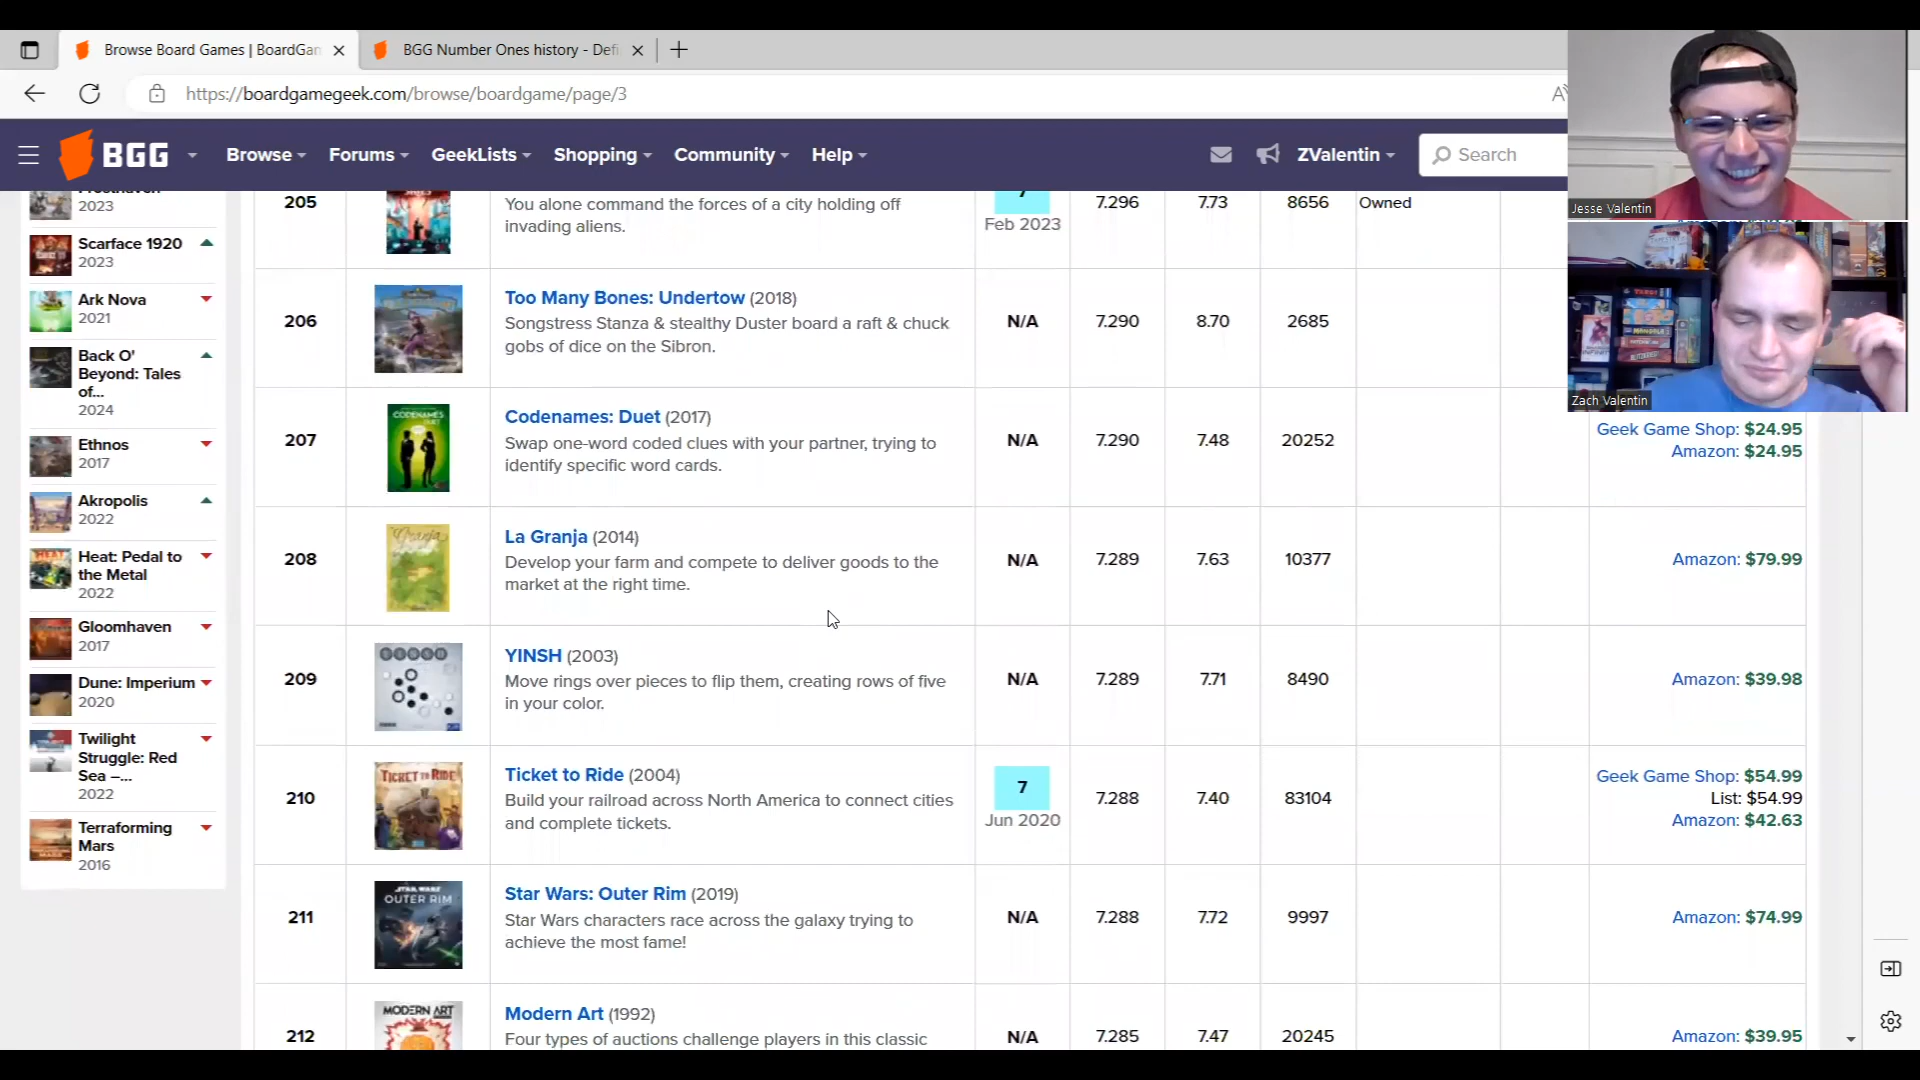 Browse Board Games | BoardGan
BGG Number Ones history - Defi
https://boardgamegeek.com/browse/boardgame/page/3
BGG
Browse
Forums
GeekLists
Shopping
Community
Help
ZValentin
Search
Jesse Valentin
Zach Valentin
Frosthaven
2023
Scarface 1920
2023
Ark Nova
2021
Back O'
Beyond: Tales
of...
2024
Ethnos
2017
Akropolis
2022
Heat: Pedal to
the Metal
2022
Gloomhaven
2017
Dune: Imperium
2020
Twilight
Struggle: Red
Sea –...
2022
Terraforming
Mars
2016
205
You alone command the forces of a city holding off
invading aliens.
7
Feb 2023
7.296
7.73
8656
Owned
206
Too Many Bones: Undertow (2018)
Songstress Stanza & stealthy Duster board a raft & chuck
gobs of dice on the Sibron.
N/A
7.290
8.70
2685
207
CODENAMES
DUET
Codenames: Duet (2017)
Swap one-word coded clues with your partner, trying to
identify specific word cards.
N/A
7.290
7.48
20252
Geek Game Shop: $24.95
Amazon: $24.95
208
La Granja (2014)
Develop your farm and compete to deliver goods to the
market at the right time.
N/A
7.289
7.63
10377
Amazon: $79.99
209
YINSH (2003)
Move rings over pieces to flip them, creating rows of five
in your color.
N/A
7.289
7.71
8490
Amazon: $39.98
210
TICKET TO RIDE
Ticket to Ride (2004)
Build your railroad across North America to connect cities
and complete tickets.
7
Jun 2020
7.288
7.40
83104
Geek Game Shop: $54.99
List: $54.99
Amazon: $42.63
211
STAR WARS
OUTER RIM
Star Wars: Outer Rim (2019)
Star Wars characters race across the galaxy trying to
achieve the most fame!
N/A
7.288
7.72
9997
Amazon: $74.99
212
MODERN ART
Modern Art (1992)
Four types of auctions challenge players in this classic
N/A
7.285
7.47
20245
Amazon: $39.95